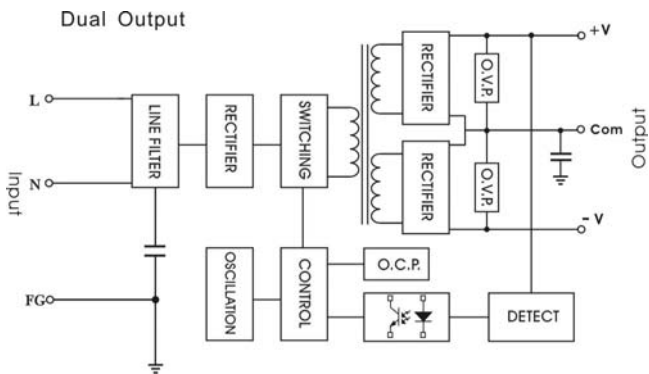 Dual Output
L
N
FG
Input
LINE FILTER
RECTIFIER
SWITCHING
RECTIFIER
RECTIFIER
O.V.P.
O.V.P.
+V
Com
-V
Output
OSCILLATION
CONTROL
O.C.P.
DETECT